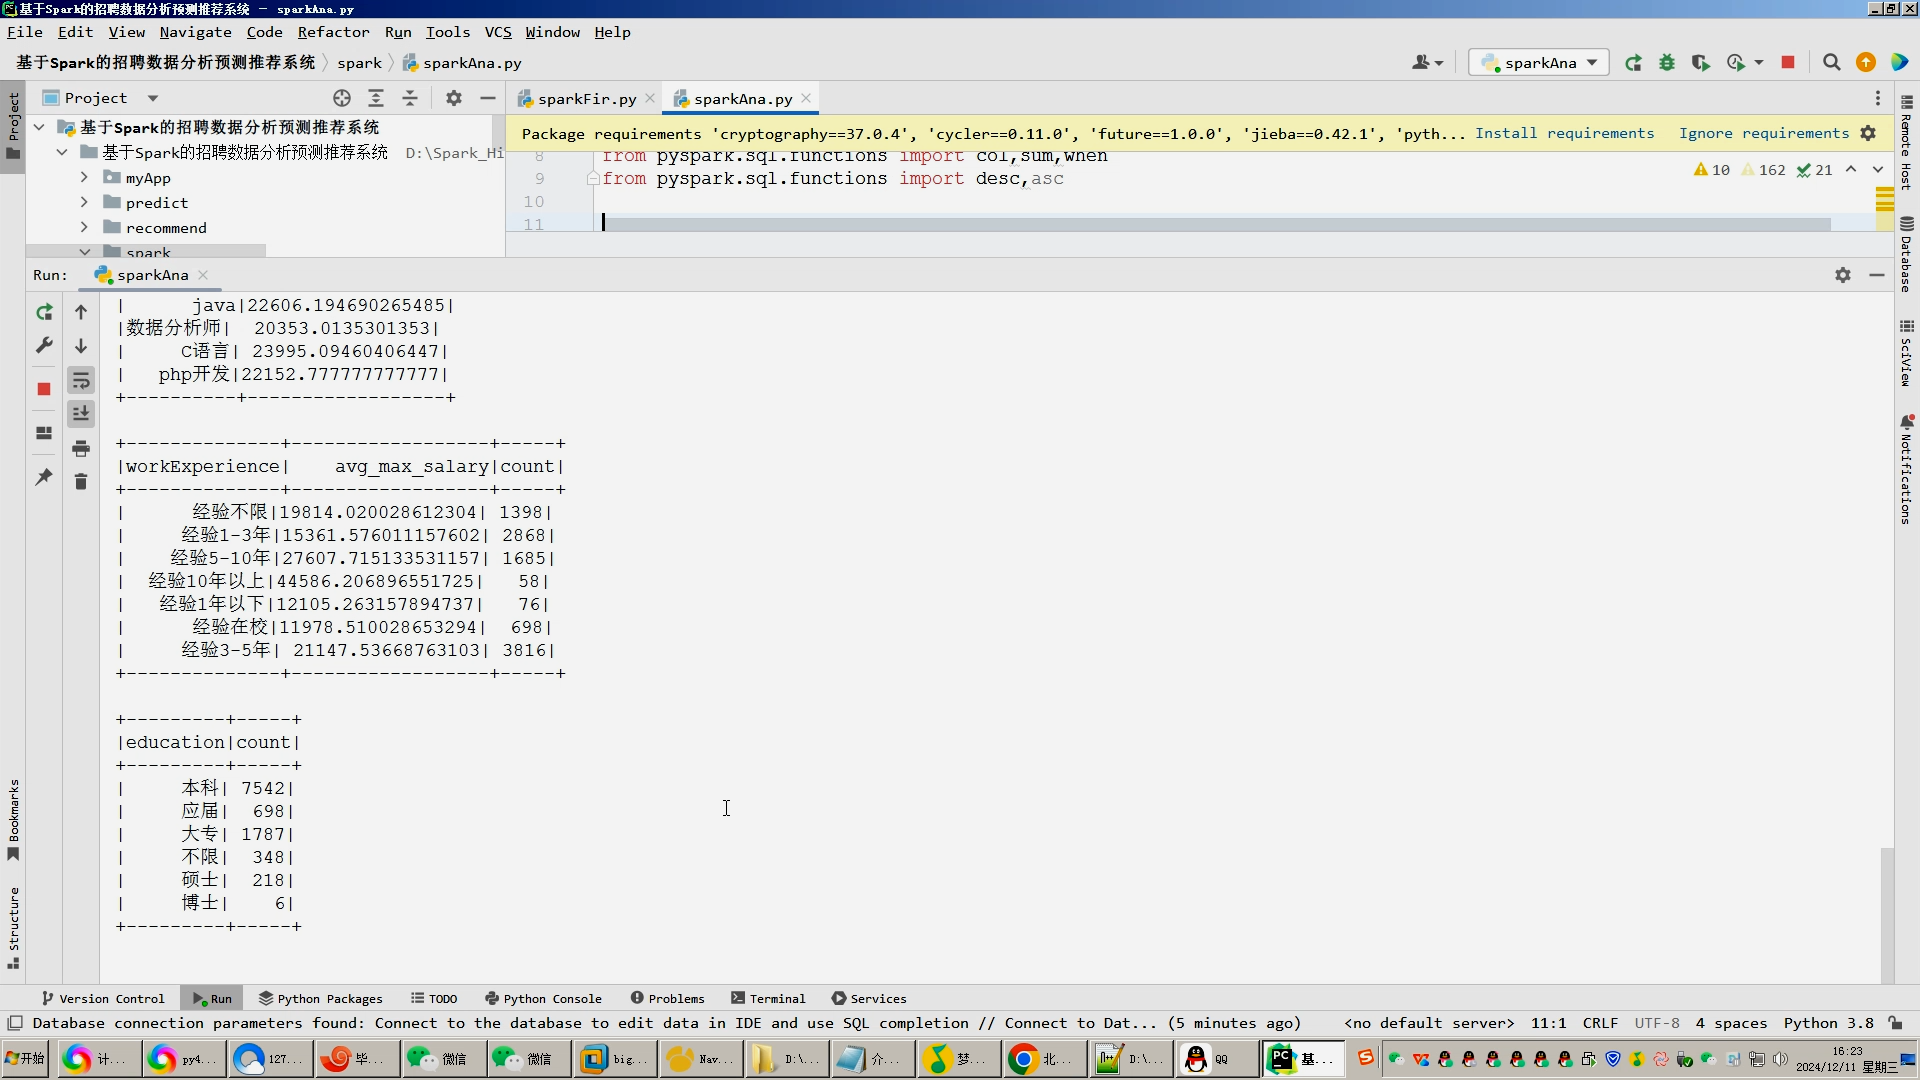 基于Spark的招聘数据分析预测推荐系统 – sparkAna.py
File Edit View Navigate Code Refactor Run Tools VCS Window Help
基于Spark的招聘数据分析预测推荐系统 spark sparkAna.py
sparkAna
Project
sparkFir.py sparkAna.py
基于Spark的招聘数据分析预测推荐系统
基于Spark的招聘数据分析预测推荐系统 D:\Spark_Hi
myApp
predict
recommend
spark
Package requirements 'cryptography==37.0.4', 'cycler==0.11.0', 'future==1.0.0', 'jieba==0.42.1', 'pyth... Install requirements Ignore requirements
8 from pyspark.sql.functions import col,sum,when
9 from pyspark.sql.functions import desc,asc
10
11
10 162 21
Run: sparkAna
| java|22606.194690265485|
|数据分析师| 20353.0135301353|
| C语言| 23995.09460406447|
| php开发|22152.777777777777|
+----------+------------------+
+--------------+------------------+-----+
|workExperience| avg_max_salary|count|
+--------------+------------------+-----+
| 经验不限|19814.020028612304| 1398|
| 经验1-3年|15361.576011157602| 2868|
| 经验5-10年|27607.715133531157| 1685|
| 经验10年以上|44586.206896551725| 58|
| 经验1年以下|12105.263157894737| 76|
| 经验在校|11978.510028653294| 698|
| 经验3-5年| 21147.53668763103| 3816|
+--------------+------------------+-----+
+---------+-----+
|education|count|
+---------+-----+
| 本科| 7542|
| 应届| 698|
| 大专| 1787|
| 不限| 348|
| 硕士| 218|
| 博士| 6|
+---------+-----+
Project
Bookmarks
Structure
Remote Host
Database
SciView
Notifications
Version Control Run Python Packages TODO Python Console Problems Terminal Services
Database connection parameters found: Connect to the database to edit data in IDE and use SQL completion // Connect to Dat... (5 minutes ago) <no default server> 11:1 CRLF UTF-8 4 spaces Python 3.8
开始 计... py4... 127... 毕... 微信 微信 big... Nav... D:\... 介... 梦... 北... D:\... QQ 基...
16:23
2024/12/11 星期三